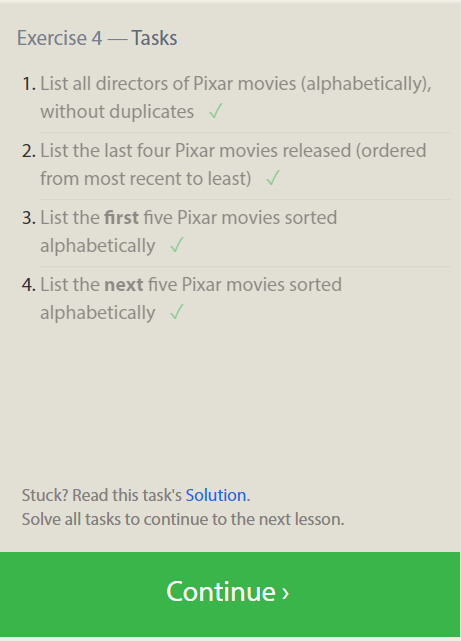 Exercise 4 — Tasks
1. List all directors of Pixar movies (alphabetically),
without duplicates ✓
2. List the last four Pixar movies released (ordered
from most recent to least) ✓
3. List the first five Pixar movies sorted
alphabetically ✓
4. List the next five Pixar movies sorted
alphabetically ✓
Stuck? Read this task's Solution.
Solve all tasks to continue to the next lesson.
Continue ›